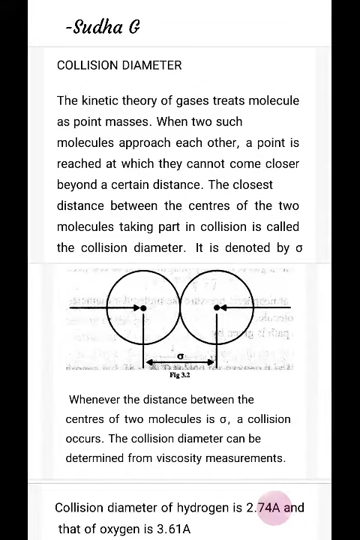 -Sudha G
COLLISION DIAMETER
The kinetic theory of gases treats molecule
as point masses. When two such
molecules approach each other, a point is
reached at which they cannot come closer
beyond a certain distance. The closest
distance between the centres of the two
molecules taking part in collision is called
the collision diameter. It is denoted by σ
σ
Fig 3.2
Whenever the distance between the
centres of two molecules is σ, a collision
occurs. The collision diameter can be
determined from viscosity measurements.
Collision diameter of hydrogen is 2.74A and
that of oxygen is 3.61A